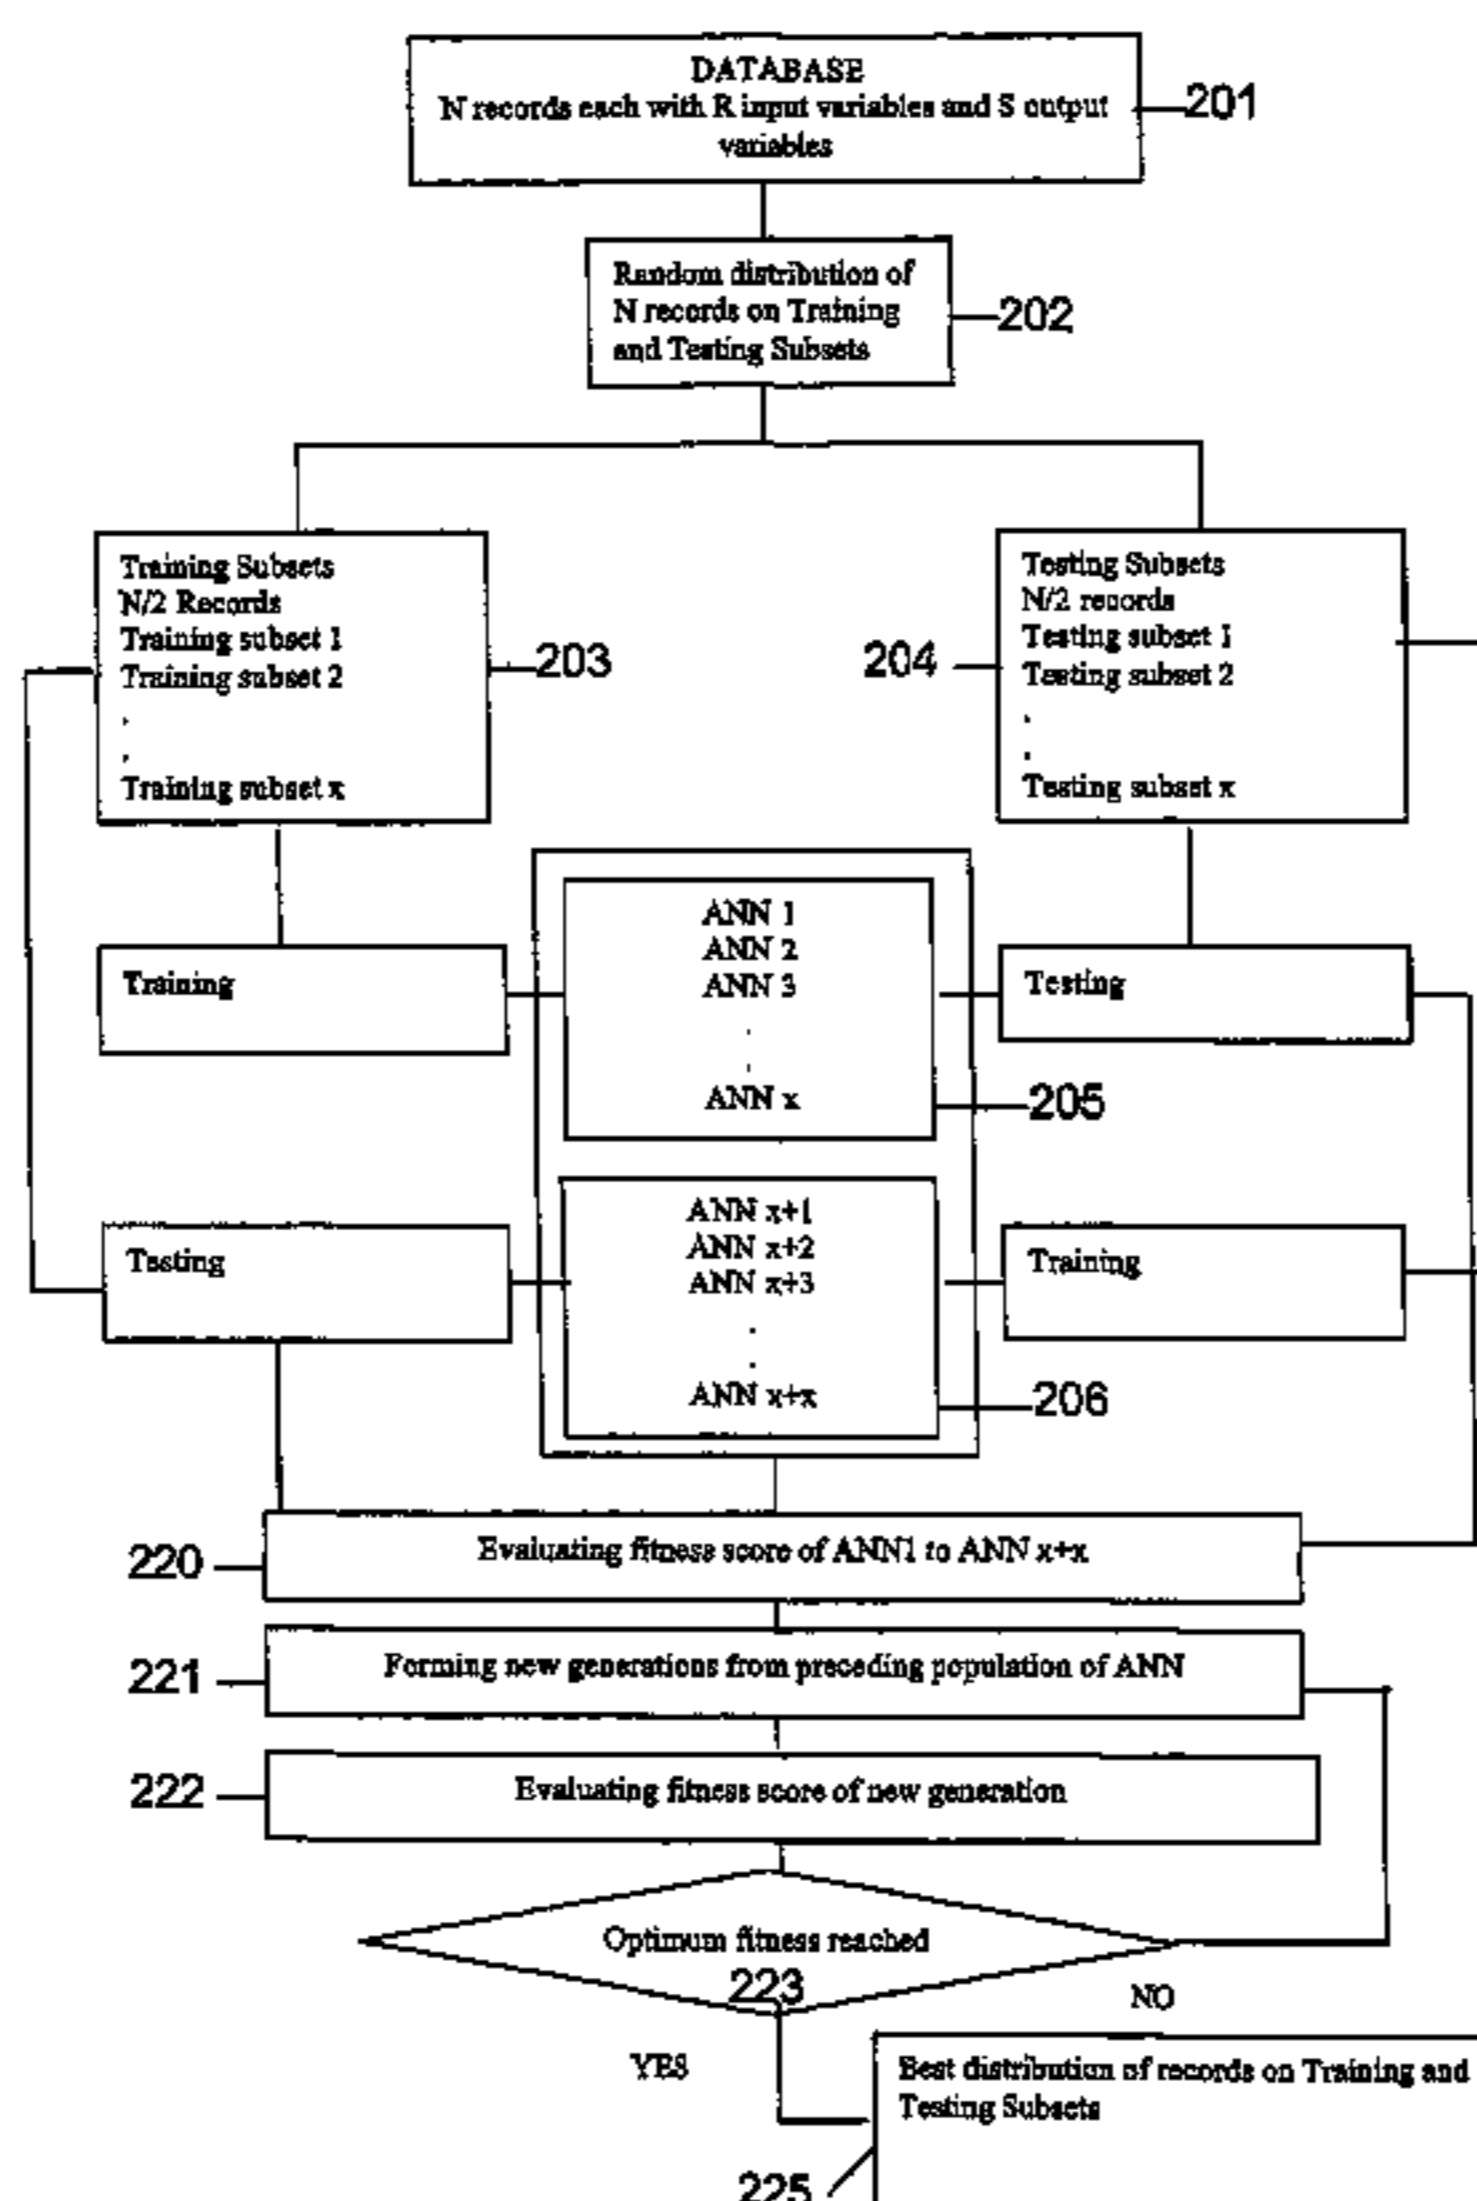 DATABASE
N records each with R input variables and S output
variables
201
Random distribution of
N records on Training
and Testing Subsets
202
Training Subsets
N/2 Records
Training subset 1
Training subset 2
.
.
Training subset x
203
204
Testing Subsets
N/2 records
Testing subset 1
Testing subset 2
.
.
Testing subset x
Training
ANN 1
ANN 2
ANN 3
.
.
ANN x
205
Testing
Testing
ANN x+1
ANN x+2
ANN x+3
.
.
ANN x+x
206
Training
220
Evaluating fitness score of ANN1 to ANN x+x
221
Forming new generations from preceding population of ANN
222
Evaluating fitness score of new generation
Optimum fitness reached
223
NO
YES
Best distribution of records on Training and
Testing Subsets
225